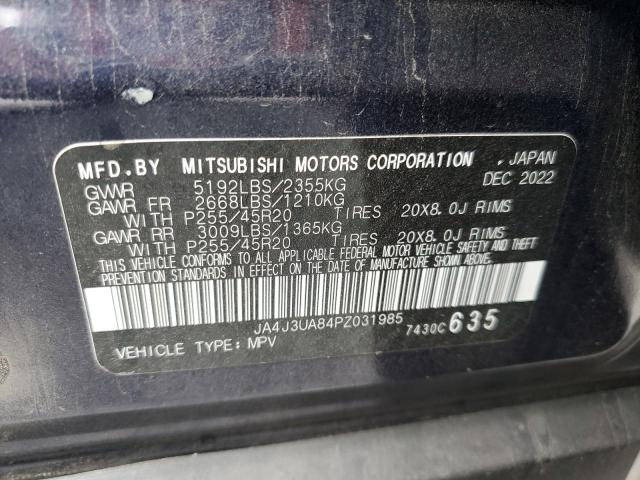 MFD.BY MITSUBISHI MOTORS CORPORATION , JAPAN
GVWR 5192LBS/2355KG DEC 2022
GAWR FR 2668LBS/1210KG
WITH P255/45R20 TIRES 20X8.0J RIMS
GAWR RR 3009LBS/1365KG
WITH P255/45R20 TIRES 20X8.0J RIMS
THIS VEHICLE CONFORMS TO ALL APPLICABLE FEDERAL MOTOR VEHICLE SAFETY AND THEFT
PREVENTION STANDARDS IN EFFECT ON THE DATE OF MANUFACTURE SHOWN ABOVE.
JA4J3UA84PZ031985
7430C 635
VEHICLE TYPE: MPV